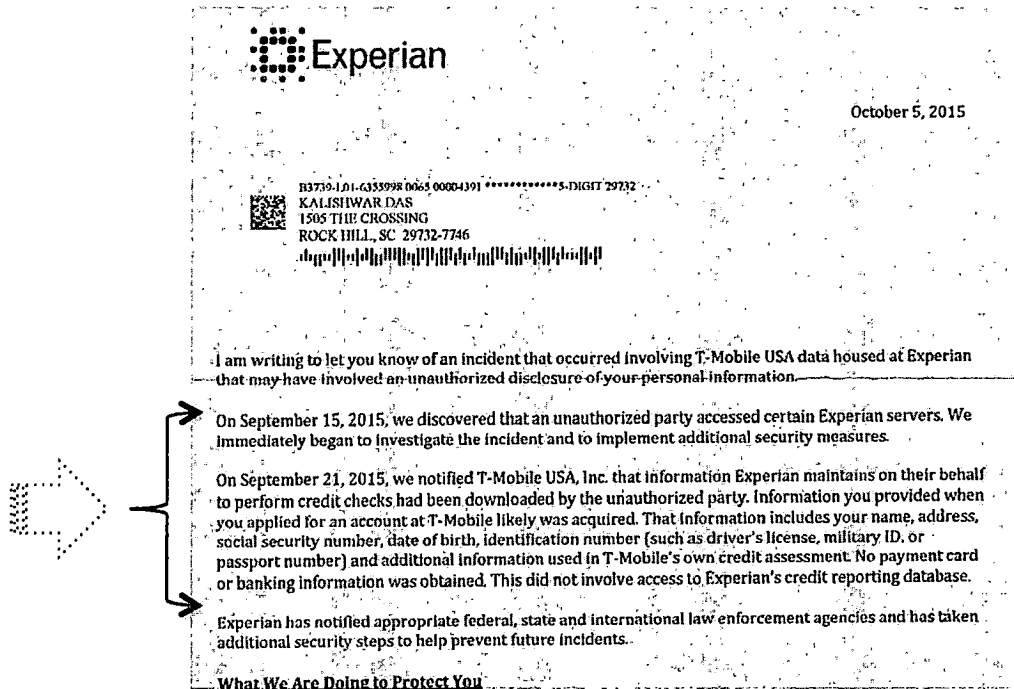 Experian
October 5, 2015
B3739-L01-6355998 0065 00004391 ************5-DIGIT 29732
KALISHWAR DAS
1505 THE CROSSING
ROCK HILL, SC 29732-7746
I am writing to let you know of an incident that occurred involving T-Mobile USA data housed at Experian
that may have involved an unauthorized disclosure of your personal information.
On September 15, 2015, we discovered that an unauthorized party accessed certain Experian servers. We
immediately began to investigate the incident and to implement additional security measures.
On September 21, 2015, we notified T-Mobile USA, Inc. that information Experian maintains on their behalf
to perform credit checks had been downloaded by the unauthorized party. Information you provided when
you applied for an account at T-Mobile likely was acquired. That information includes your name, address,
social security number, date of birth, identification number (such as driver's license, military ID, or
passport number) and additional information used in T-Mobile's own credit assessment. No payment card
or banking information was obtained. This did not involve access to Experian's credit reporting database.
Experian has notified appropriate federal, state and international law enforcement agencies and has taken
additional security steps to help prevent future incidents.
What We Are Doing to Protect You